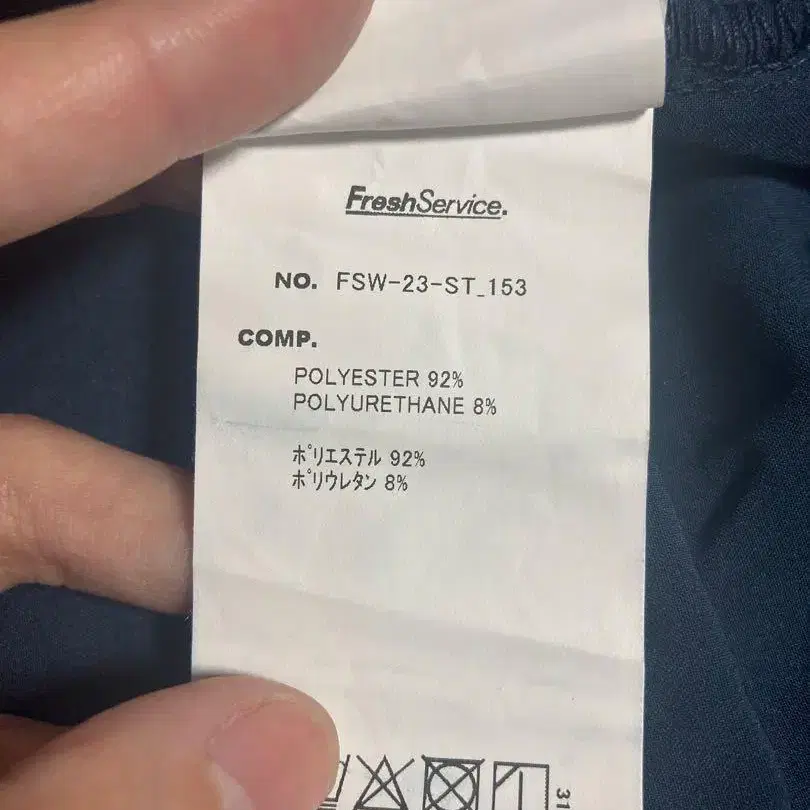 FreshService.
NO. FSW-23-ST_153
COMP.
POLYESTER 92%
POLYURETHANE 8%
ポリエステル 92%
ポリウレタン 8%